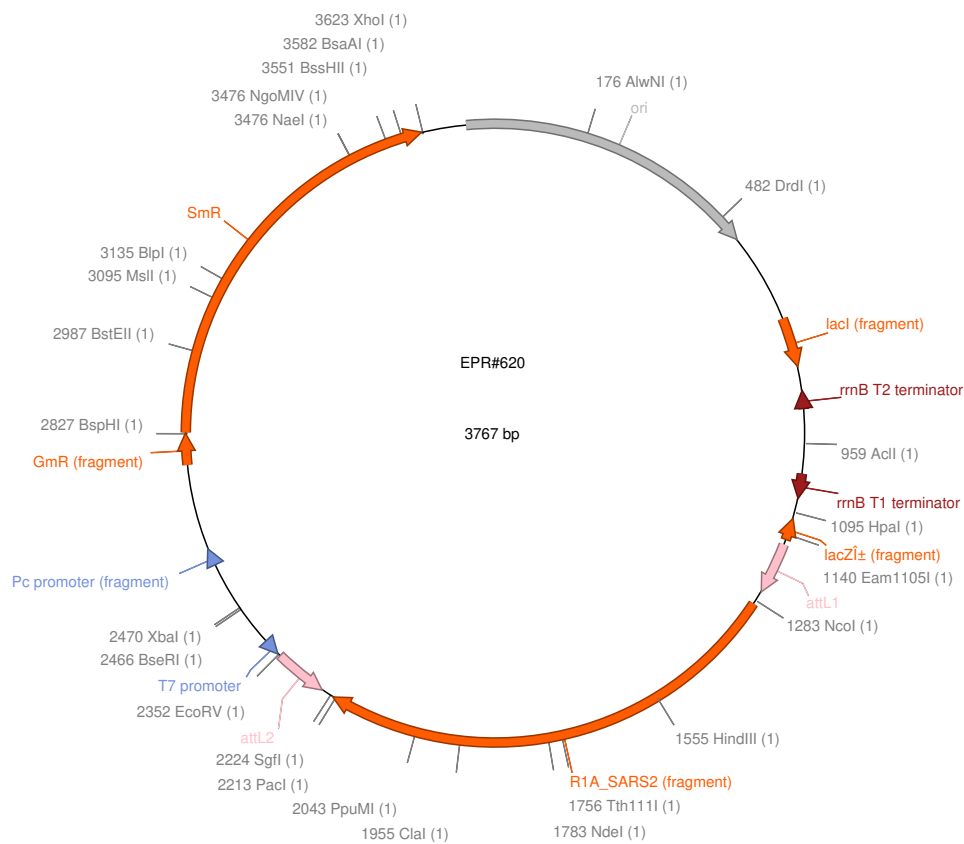 3623 XhoI (1)
3582 BsaAI (1)
3551 BssHII (1)
3476 NgoMIV (1)
3476 NaeI (1)
176 AlwNI (1)
ori
482 DrdI (1)
SmR
3135 BlpI (1)
3095 MslI (1)
2987 BstEII (1)
lacI (fragment)
EPR#620
rrnB T2 terminator
2827 BspHI (1)
3767 bp
GmR (fragment)
959 AclI (1)
rrnB T1 terminator
1095 HpaI (1)
lacZÎ± (fragment)
1140 Eam1105I (1)
Pc promoter (fragment)
attL1
1283 NcoI (1)
2470 XbaI (1)
2466 BseRI (1)
T7 promoter
2352 EcoRV (1)
attL2
1555 HindIII (1)
2224 SgfI (1)
2213 PacI (1)
R1A_SARS2 (fragment)
2043 PpuMI (1)
1756 Tth111I (1)
1955 ClaI (1)
1783 NdeI (1)